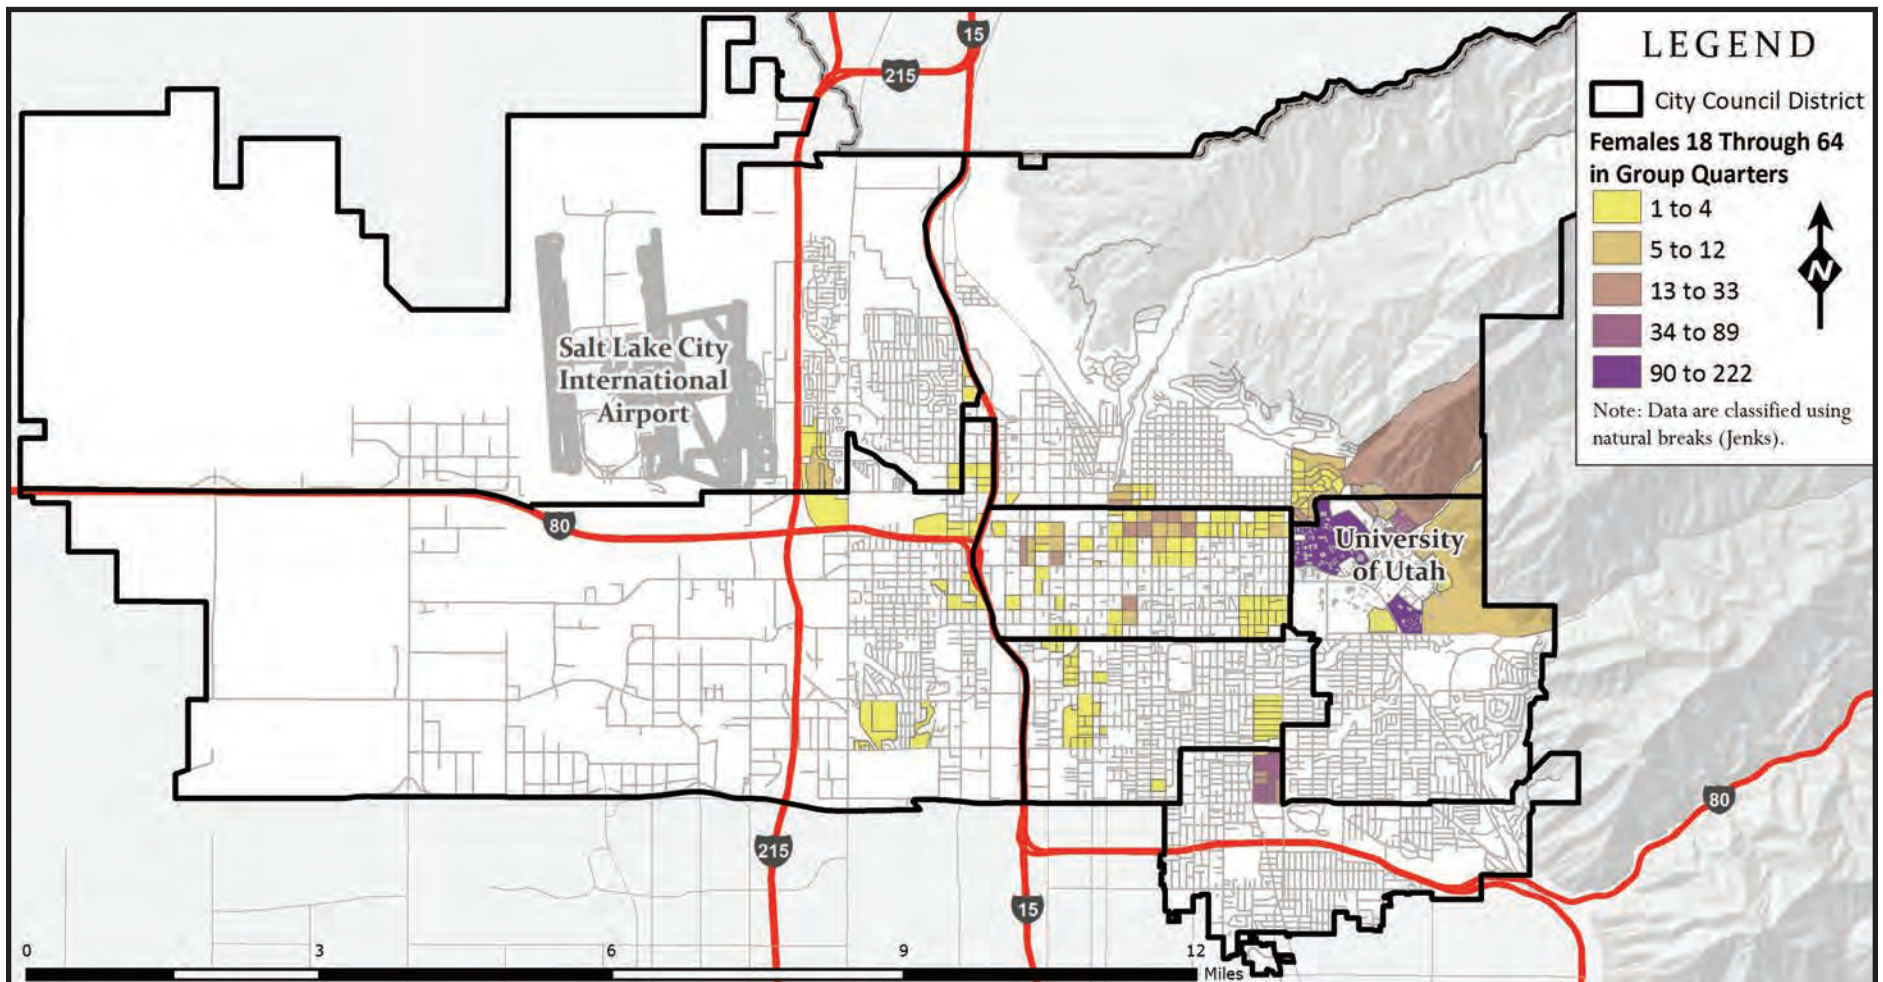 LEGEND
City Council District
Females 18 Through 64
in Group Quarters
1 to 4
5 to 12
13 to 33
34 to 89
90 to 222
Note: Data are classified using
natural breaks (Jenks).
N
15
215
Salt Lake City
International
Airport
80
University
of Utah
80
215
15
0 3 6 9 12
Miles